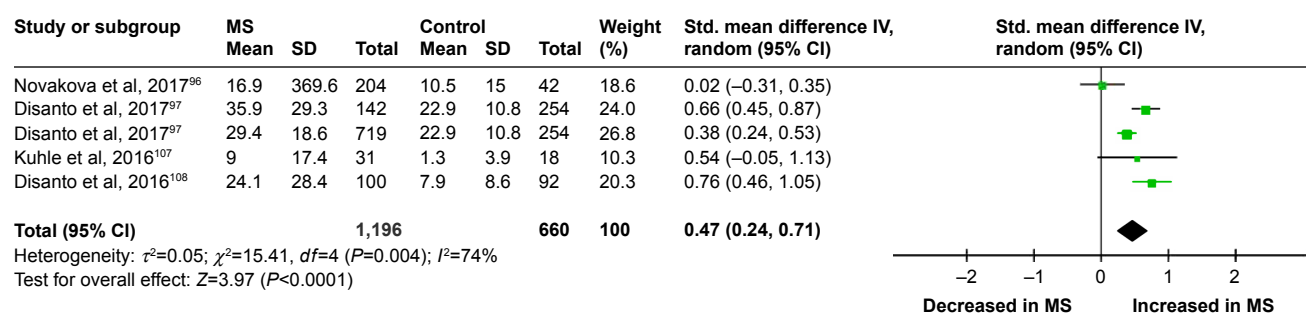 Study or subgroup MS Control Weight Std. mean difference IV, Std. mean difference IV,
Mean SD Total Mean SD Total (%) random (95% CI) random (95% CI)
Novakova et al, 2017⁹⁶ 16.9 369.6 204 10.5 15 42 18.6 0.02 (–0.31, 0.35)
Disanto et al, 2017⁹⁷ 35.9 29.3 142 22.9 10.8 254 24.0 0.66 (0.45, 0.87)
Disanto et al, 2017⁹⁷ 29.4 18.6 719 22.9 10.8 254 26.8 0.38 (0.24, 0.53)
Kuhle et al, 2016¹⁰⁷ 9 17.4 31 1.3 3.9 18 10.3 0.54 (–0.05, 1.13)
Disanto et al, 2016¹⁰⁸ 24.1 28.4 100 7.9 8.6 92 20.3 0.76 (0.46, 1.05)
Total (95% CI) 1,196 660 100 0.47 (0.24, 0.71)
Heterogeneity: τ²=0.05; χ²=15.41, df=4 (P=0.004); I²=74%
Test for overall effect: Z=3.97 (P<0.0001)
–2 –1 0 1 2
Decreased in MS Increased in MS